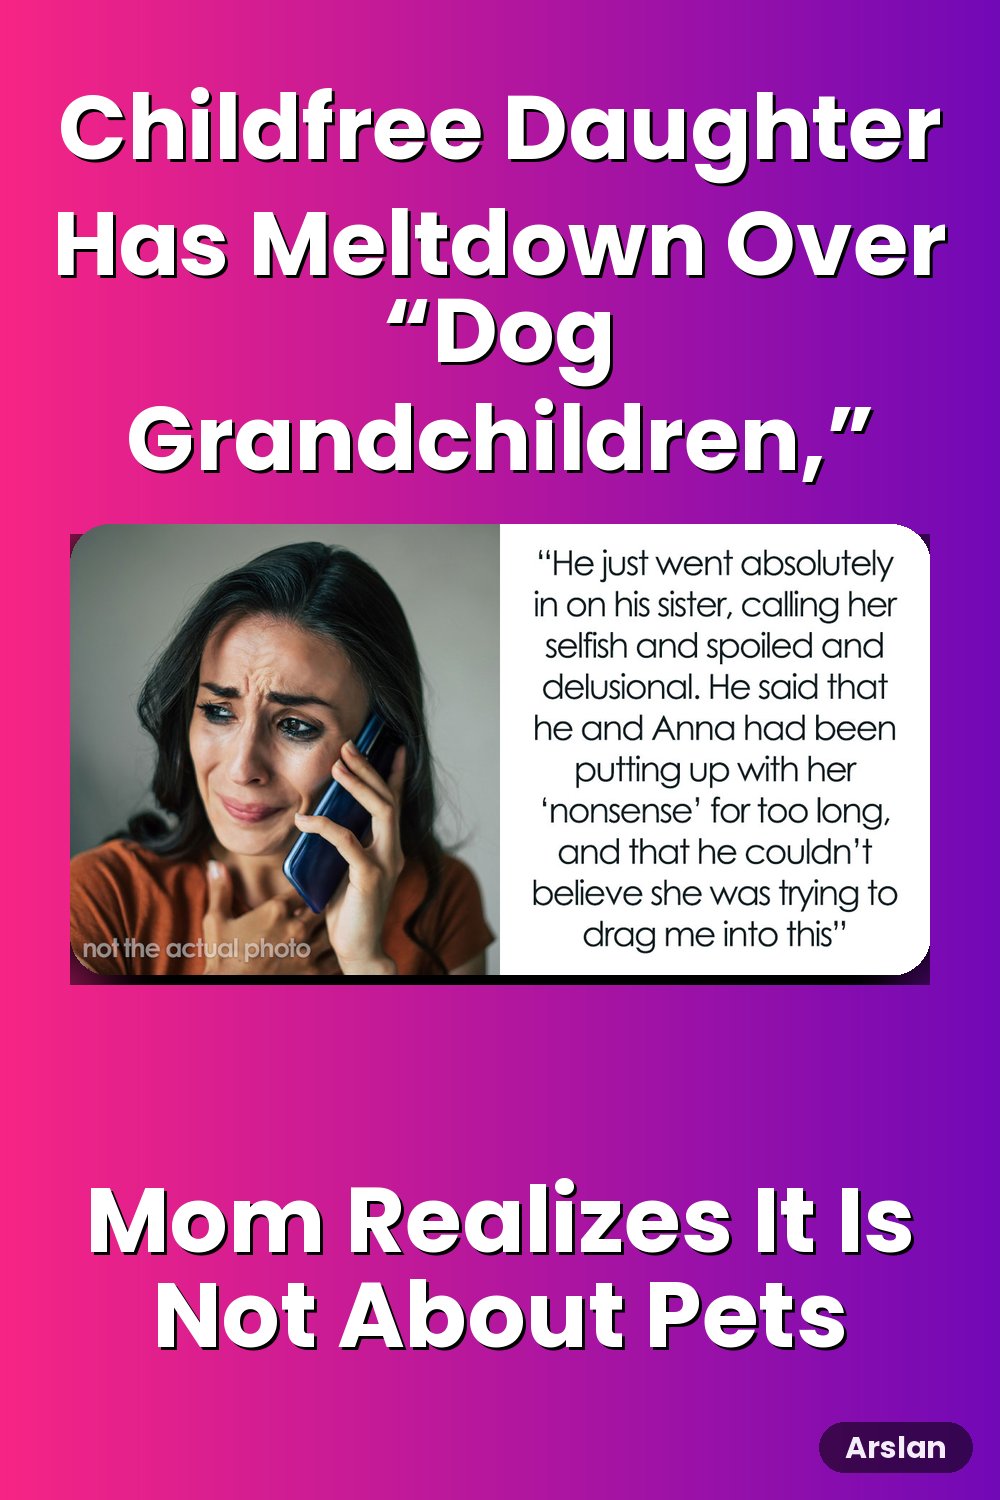 Childfree Daughter
Has Meltdown Over
“Dog
Grandchildren,”
“He just went absolutely
in on his sister, calling her
selfish and spoiled and
delusional. He said that
he and Anna had been
putting up with her
‘nonsense’ for too long,
and that he couldn’t
believe she was trying to
drag me into this”
not the actual photo
Mom Realizes It Is
Not About Pets
Arslan